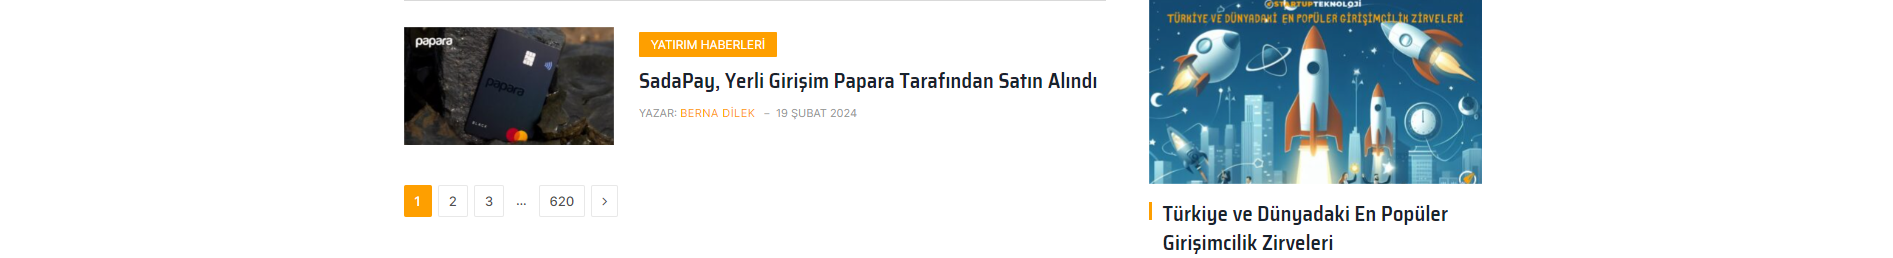 papara
papara
BLACK
YATIRIM HABERLERİ
SadaPay, Yerli Girişim Papara Tarafından Satın Alındı
YAZAR: BERNA DİLEK – 19 ŞUBAT 2024
1 2 3 … 620 >
STARTUPTEKNOLOJİ
TÜRKİYE VE DÜNYADAKİ EN POPÜLER GİRİŞİMCİLİK ZİRVELERİ
Türkiye ve Dünyadaki En Popüler
Girişimcilik Zirveleri